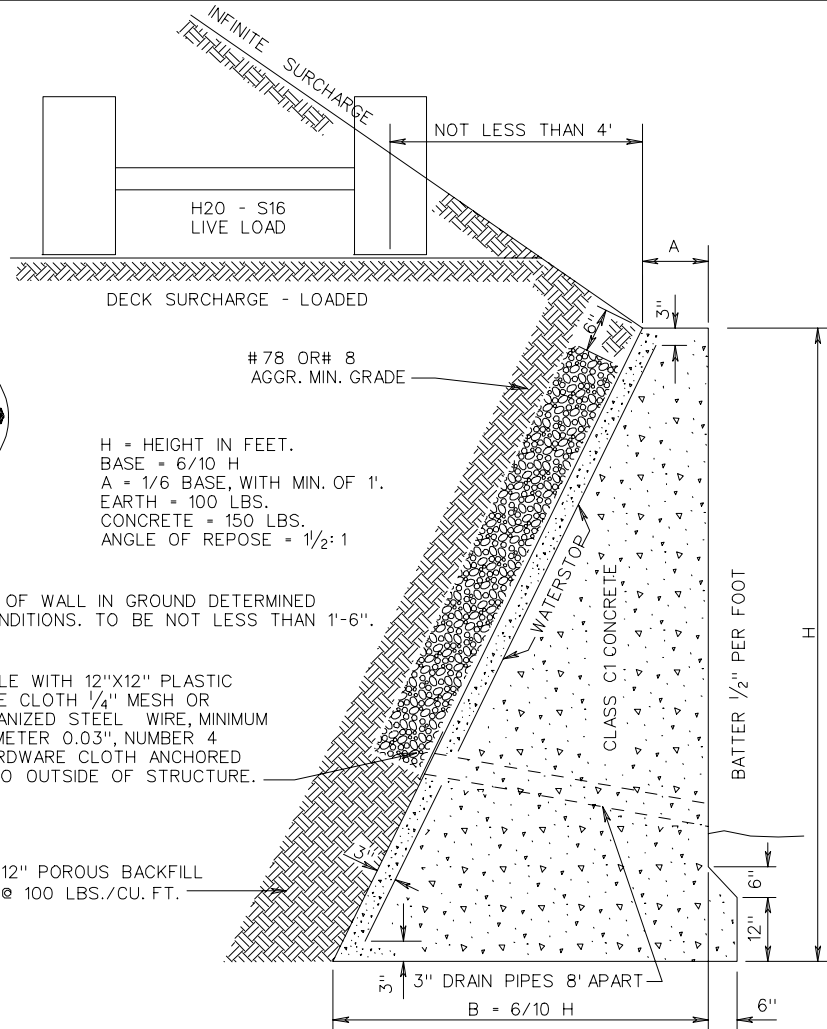 INFINITE SURCHARGE
NOT LESS THAN 4'
H20 - S16
LIVE LOAD
A
DECK SURCHARGE - LOADED
3"
6"
#78 OR# 8
AGGR. MIN. GRADE
H = HEIGHT IN FEET.
BASE = 6/10 H
A = 1/6 BASE, WITH MIN. OF 1'.
EARTH = 100 LBS.
CONCRETE = 150 LBS.
ANGLE OF REPOSE = 1½: 1
WATERSTOP
CLASS C1 CONCRETE
BATTER ½" PER FOOT
H
OF WALL IN GROUND DETERMINED
NDITIONS. TO BE NOT LESS THAN 1'-6".
LE WITH 12"X12" PLASTIC
E CLOTH ¼" MESH OR
ANIZED STEEL WIRE, MINIMUM
METER 0.03", NUMBER 4
RDWARE CLOTH ANCHORED
O OUTSIDE OF STRUCTURE.
12" POROUS BACKFILL
@ 100 LBS./CU. FT.
3"
6"
12"
3"
3" DRAIN PIPES 8' APART
B = 6/10 H
6"